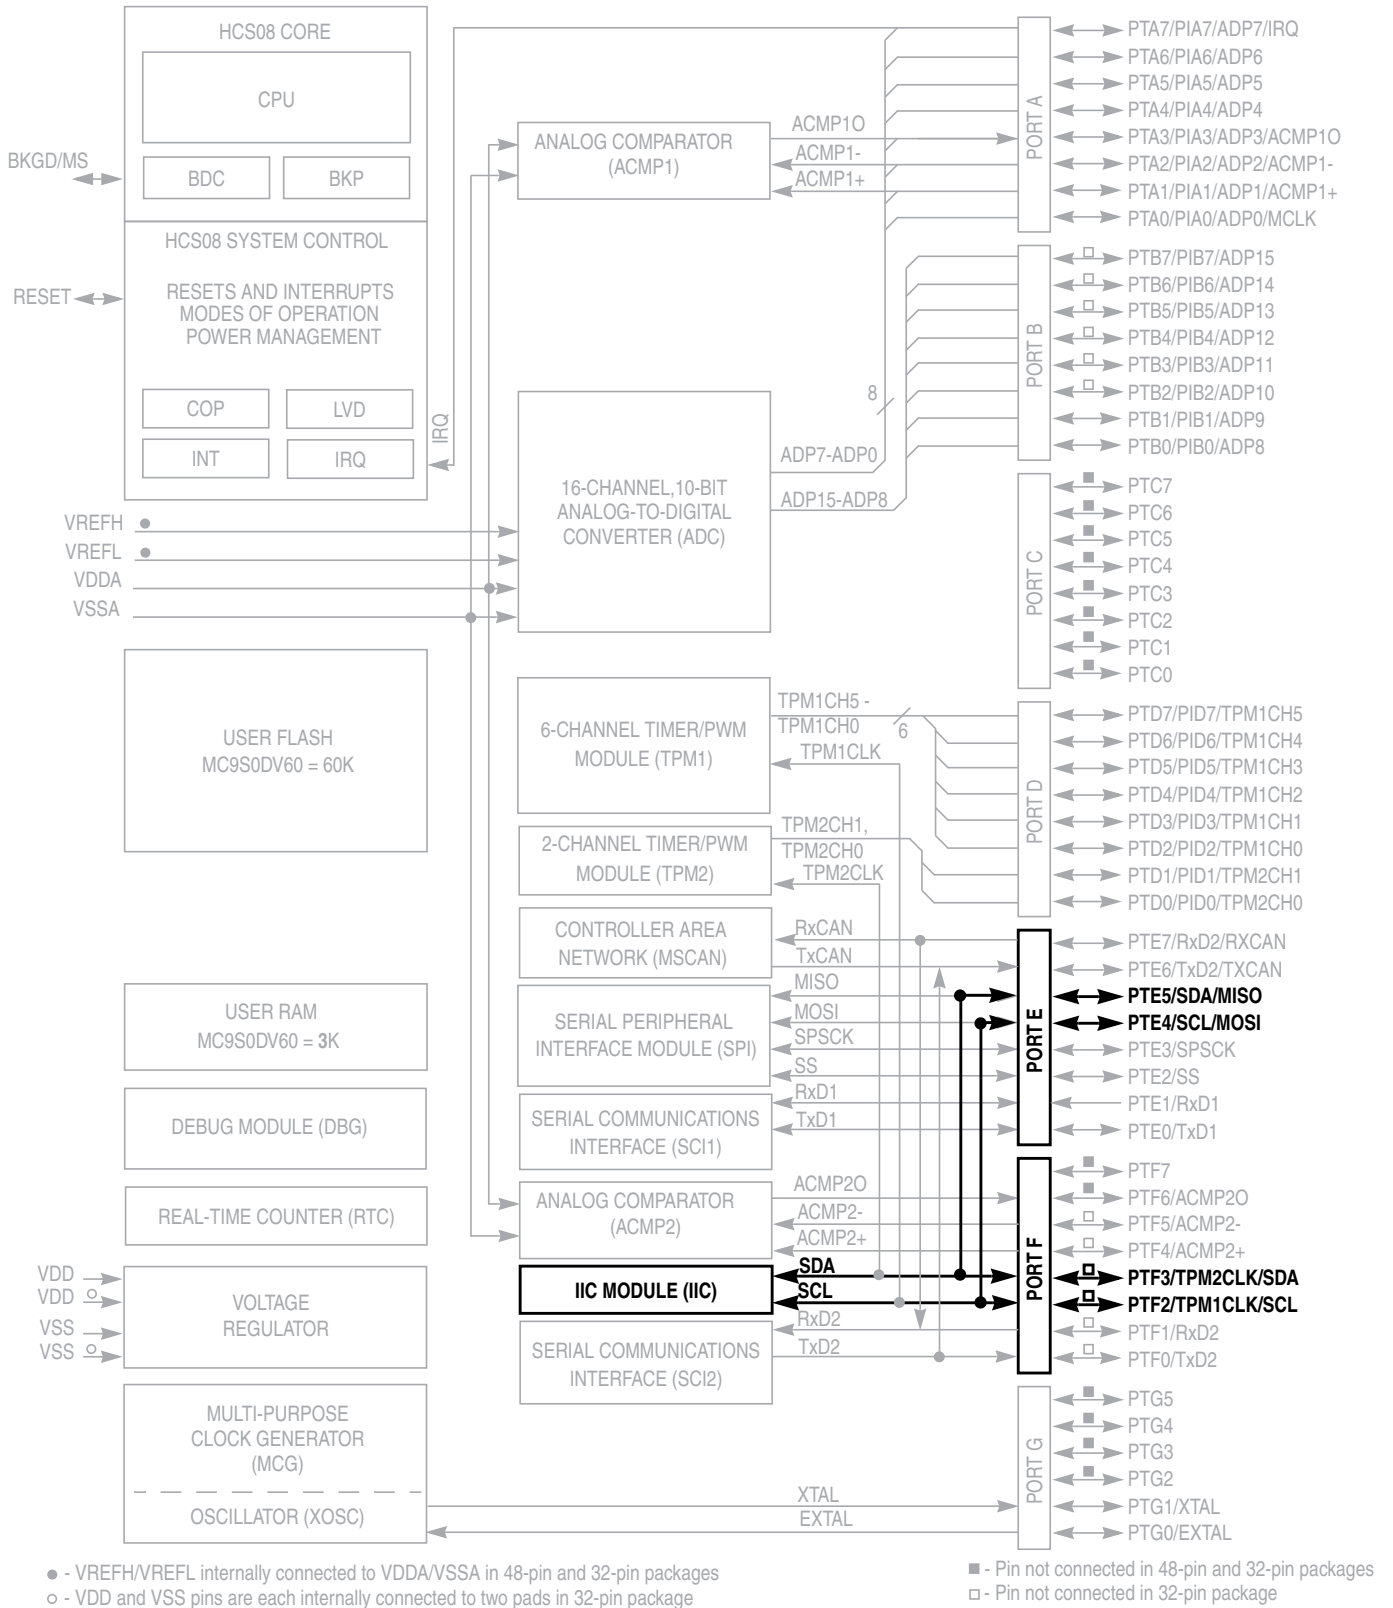 HCS08 CORE
CPU
BDC
BKP
BKGD/MS
HCS08 SYSTEM CONTROL
RESETS AND INTERRUPTS
MODES OF OPERATION
POWER MANAGEMENT
RESET
COP
LVD
INT
IRQ
IRQ
VREFH
VREFL
VDDA
VSSA
USER FLASH
MC9S0DV60 = 60K
USER RAM
MC9S0DV60 = 3K
DEBUG MODULE (DBG)
REAL-TIME COUNTER (RTC)
VDD
VDD
VSS
VSS
VOLTAGE
REGULATOR
MULTI-PURPOSE
CLOCK GENERATOR
(MCG)
OSCILLATOR (XOSC)
ANALOG COMPARATOR
(ACMP1)
ACMP1O
ACMP1-
ACMP1+
16-CHANNEL,10-BIT
ANALOG-TO-DIGITAL
CONVERTER (ADC)
8
ADP7-ADP0
ADP15-ADP8
6-CHANNEL TIMER/PWM
MODULE (TPM1)
TPM1CH5 -
TPM1CH0
6
TPM1CLK
2-CHANNEL TIMER/PWM
MODULE (TPM2)
TPM2CH1,
TPM2CH0
TPM2CLK
CONTROLLER AREA
NETWORK (MSCAN)
RxCAN
TxCAN
SERIAL PERIPHERAL
INTERFACE MODULE (SPI)
MISO
MOSI
SPSCK
SS
SERIAL COMMUNICATIONS
INTERFACE (SCI1)
RxD1
TxD1
ANALOG COMPARATOR
(ACMP2)
ACMP2O
ACMP2-
ACMP2+
IIC MODULE (IIC)
SDA
SCL
SERIAL COMMUNICATIONS
INTERFACE (SCI2)
RxD2
TxD2
XTAL
EXTAL
PORT A
PTA7/PIA7/ADP7/IRQ
PTA6/PIA6/ADP6
PTA5/PIA5/ADP5
PTA4/PIA4/ADP4
PTA3/PIA3/ADP3/ACMP1O
PTA2/PIA2/ADP2/ACMP1-
PTA1/PIA1/ADP1/ACMP1+
PTA0/PIA0/ADP0/MCLK
PORT B
PTB7/PIB7/ADP15
PTB6/PIB6/ADP14
PTB5/PIB5/ADP13
PTB4/PIB4/ADP12
PTB3/PIB3/ADP11
PTB2/PIB2/ADP10
PTB1/PIB1/ADP9
PTB0/PIB0/ADP8
PORT C
PTC7
PTC6
PTC5
PTC4
PTC3
PTC2
PTC1
PTC0
PORT D
PTD7/PID7/TPM1CH5
PTD6/PID6/TPM1CH4
PTD5/PID5/TPM1CH3
PTD4/PID4/TPM1CH2
PTD3/PID3/TPM1CH1
PTD2/PID2/TPM1CH0
PTD1/PID1/TPM2CH1
PTD0/PID0/TPM2CH0
PORT E
PTE7/RxD2/RXCAN
PTE6/TxD2/TXCAN
PTE5/SDA/MISO
PTE4/SCL/MOSI
PTE3/SPSCK
PTE2/SS
PTE1/RxD1
PTE0/TxD1
PORT F
PTF7
PTF6/ACMP2O
PTF5/ACMP2-
PTF4/ACMP2+
PTF3/TPM2CLK/SDA
PTF2/TPM1CLK/SCL
PTF1/RxD2
PTF0/TxD2
PORT G
PTG5
PTG4
PTG3
PTG2
PTG1/XTAL
PTG0/EXTAL
● - VREFH/VREFL internally connected to VDDA/VSSA in 48-pin and 32-pin packages
○ - VDD and VSS pins are each internally connected to two pads in 32-pin package
■ - Pin not connected in 48-pin and 32-pin packages
□ - Pin not connected in 32-pin package